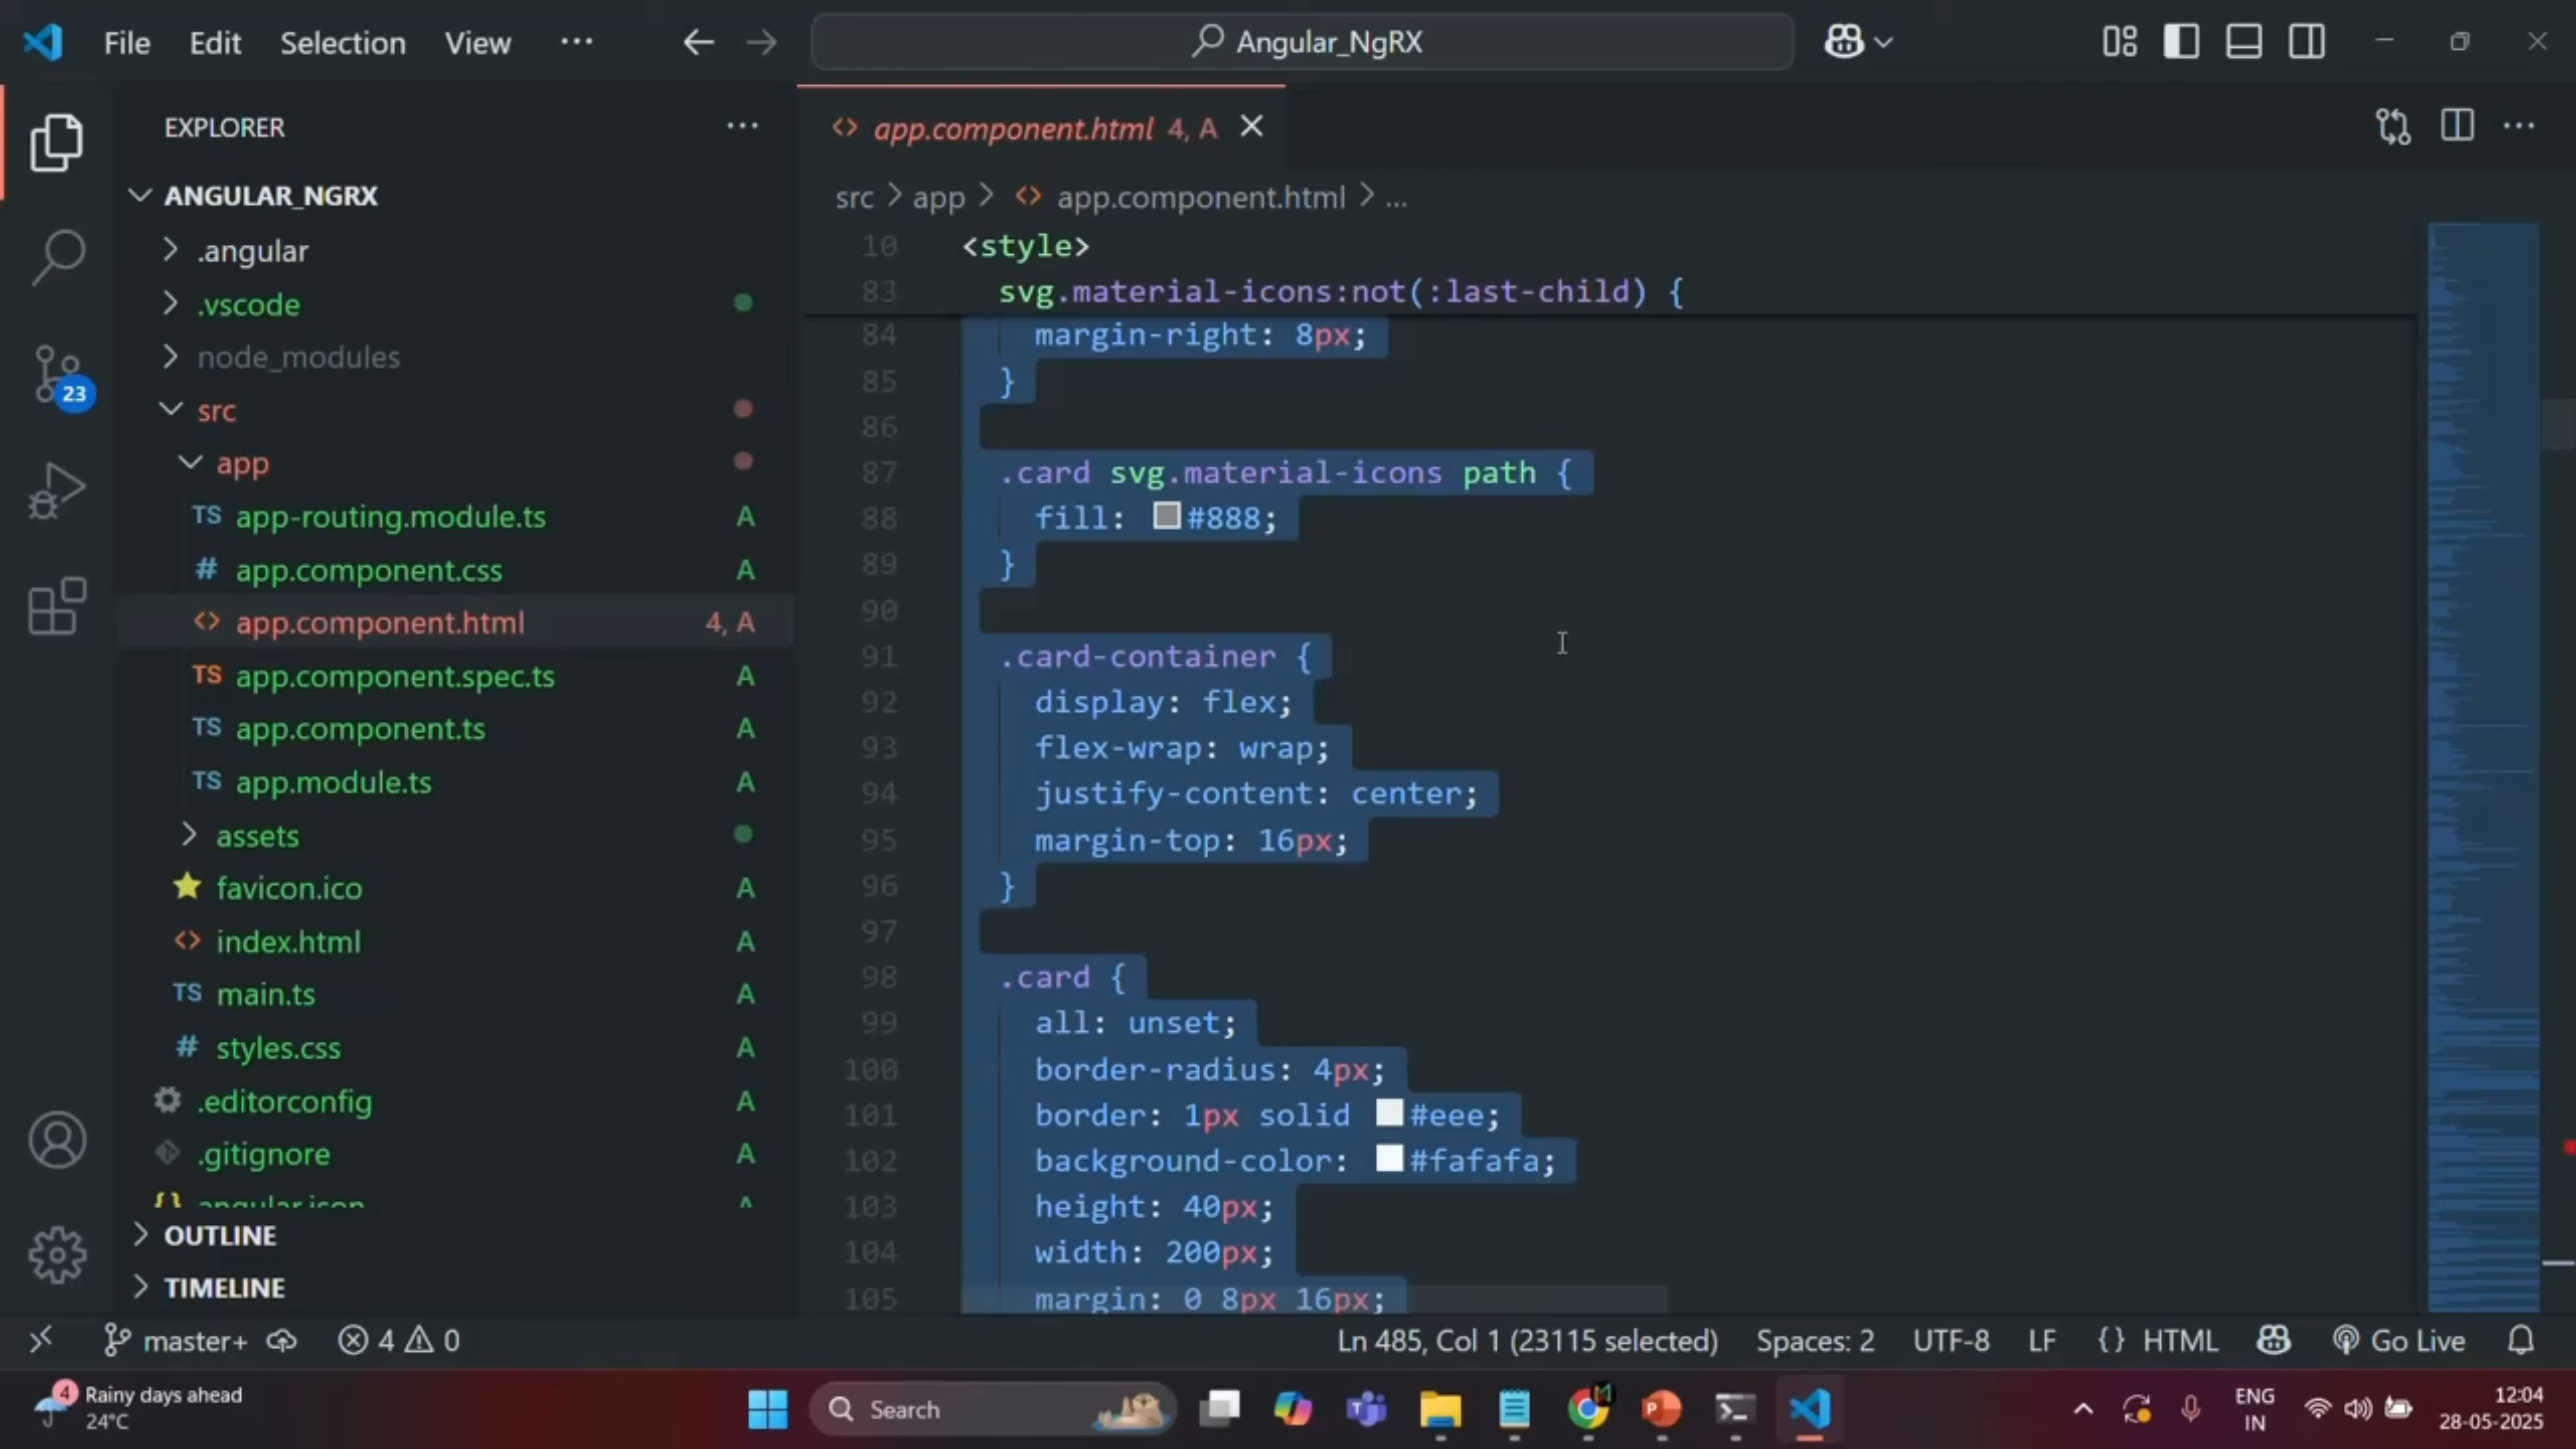 File Edit Selection View ...
Angular_NgRX
EXPLORER
ANGULAR_NGRX
.angular
.vscode
node_modules
23
src
app
TS app-routing.module.ts A
# app.component.css A
<> app.component.html 4, A
TS app.component.spec.ts A
TS app.component.ts A
TS app.module.ts A
assets
favicon.ico A
<> index.html A
TS main.ts A
# styles.css A
.editorconfig A
.gitignore A
{} angular.json A
OUTLINE
TIMELINE
<> app.component.html 4, A
src > app > <> app.component.html > ...
10 <style>
83 svg.material-icons:not(:last-child) {
84 margin-right: 8px;
85 }
86
87 .card svg.material-icons path {
88 fill: #888;
89 }
90
91 .card-container {
92 display: flex;
93 flex-wrap: wrap;
94 justify-content: center;
95 margin-top: 16px;
96 }
97
98 .card {
99 all: unset;
100 border-radius: 4px;
101 border: 1px solid #eee;
102 background-color: #fafafa;
103 height: 40px;
104 width: 200px;
105 margin: 0 8px 16px;
master+ 4 0 Ln 485, Col 1 (23115 selected) Spaces: 2 UTF-8 LF {} HTML Go Live
4 Rainy days ahead
24°C
Search
ENG
IN
12:04
28-05-2025